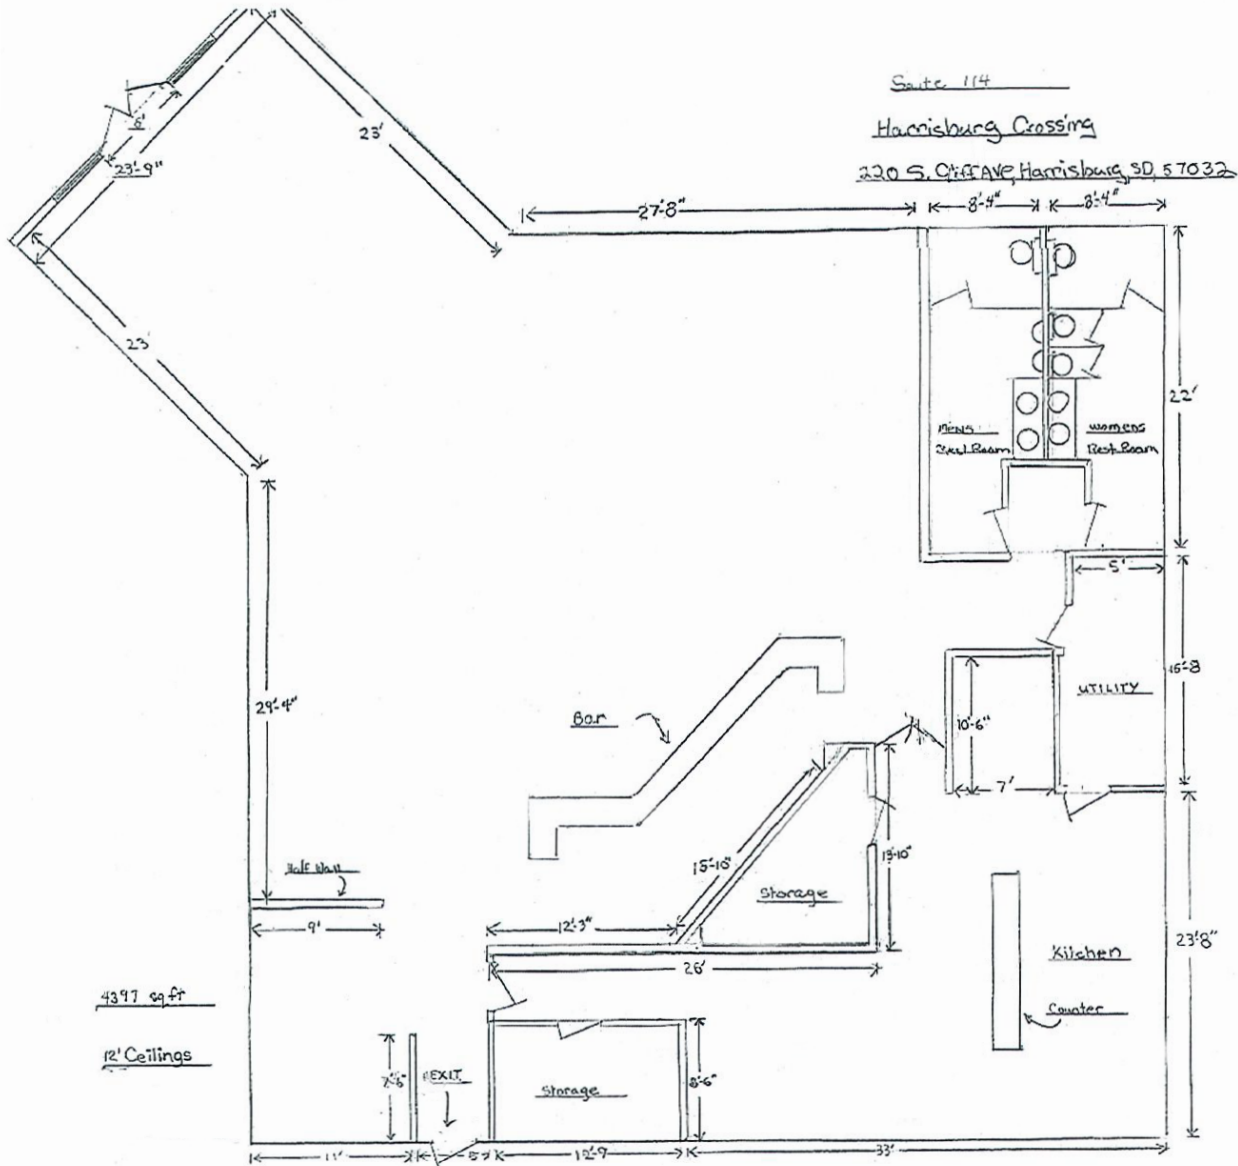 Suite 114
Harrisburg Crossing
220 S. Cliff AVE, Harrisburg, SD, 57032
6'
23'-9"
23'
27'-8"
8'-4"
8'-4"
23'
22'
MENS
Rest Room
womens
Rest Room
5'
29'-4"
15'-8
UTILITY
Bar
10'-6"
7'
15'-10"
13'-10"
Half Wall
Storage
9'
12'-3"
23'8"
26'
Kitchen
4397 sq ft
Counter
12' Ceilings
EXIT
Storage
8'-6"
11'
33'